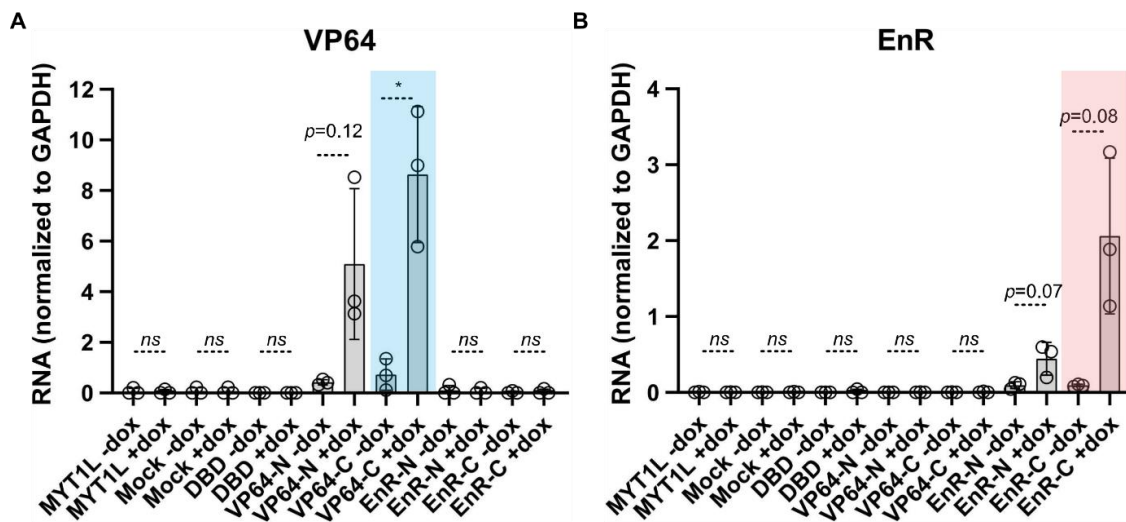 A
VP64
RNA (normalized to GAPDH)
12
10
8
6
4
2
0
ns
ns
ns
p=0.12
*
ns
ns
MYT1L -dox
MYT1L +dox
Mock -dox
Mock +dox
DBD -dox
DBD +dox
VP64-N -dox
VP64-N +dox
VP64-C -dox
VP64-C +dox
EnR-N -dox
EnR-N +dox
EnR-C -dox
EnR-C +dox
B
EnR
RNA (normalized to GAPDH)
4
3
2
1
0
ns
ns
ns
ns
ns
p=0.07
p=0.08
MYT1L -dox
MYT1L +dox
Mock -dox
Mock +dox
DBD -dox
DBD +dox
VP64-N -dox
VP64-N +dox
VP64-C -dox
VP64-C +dox
EnR-N -dox
EnR-N +dox
EnR-C -dox
EnR-C +dox